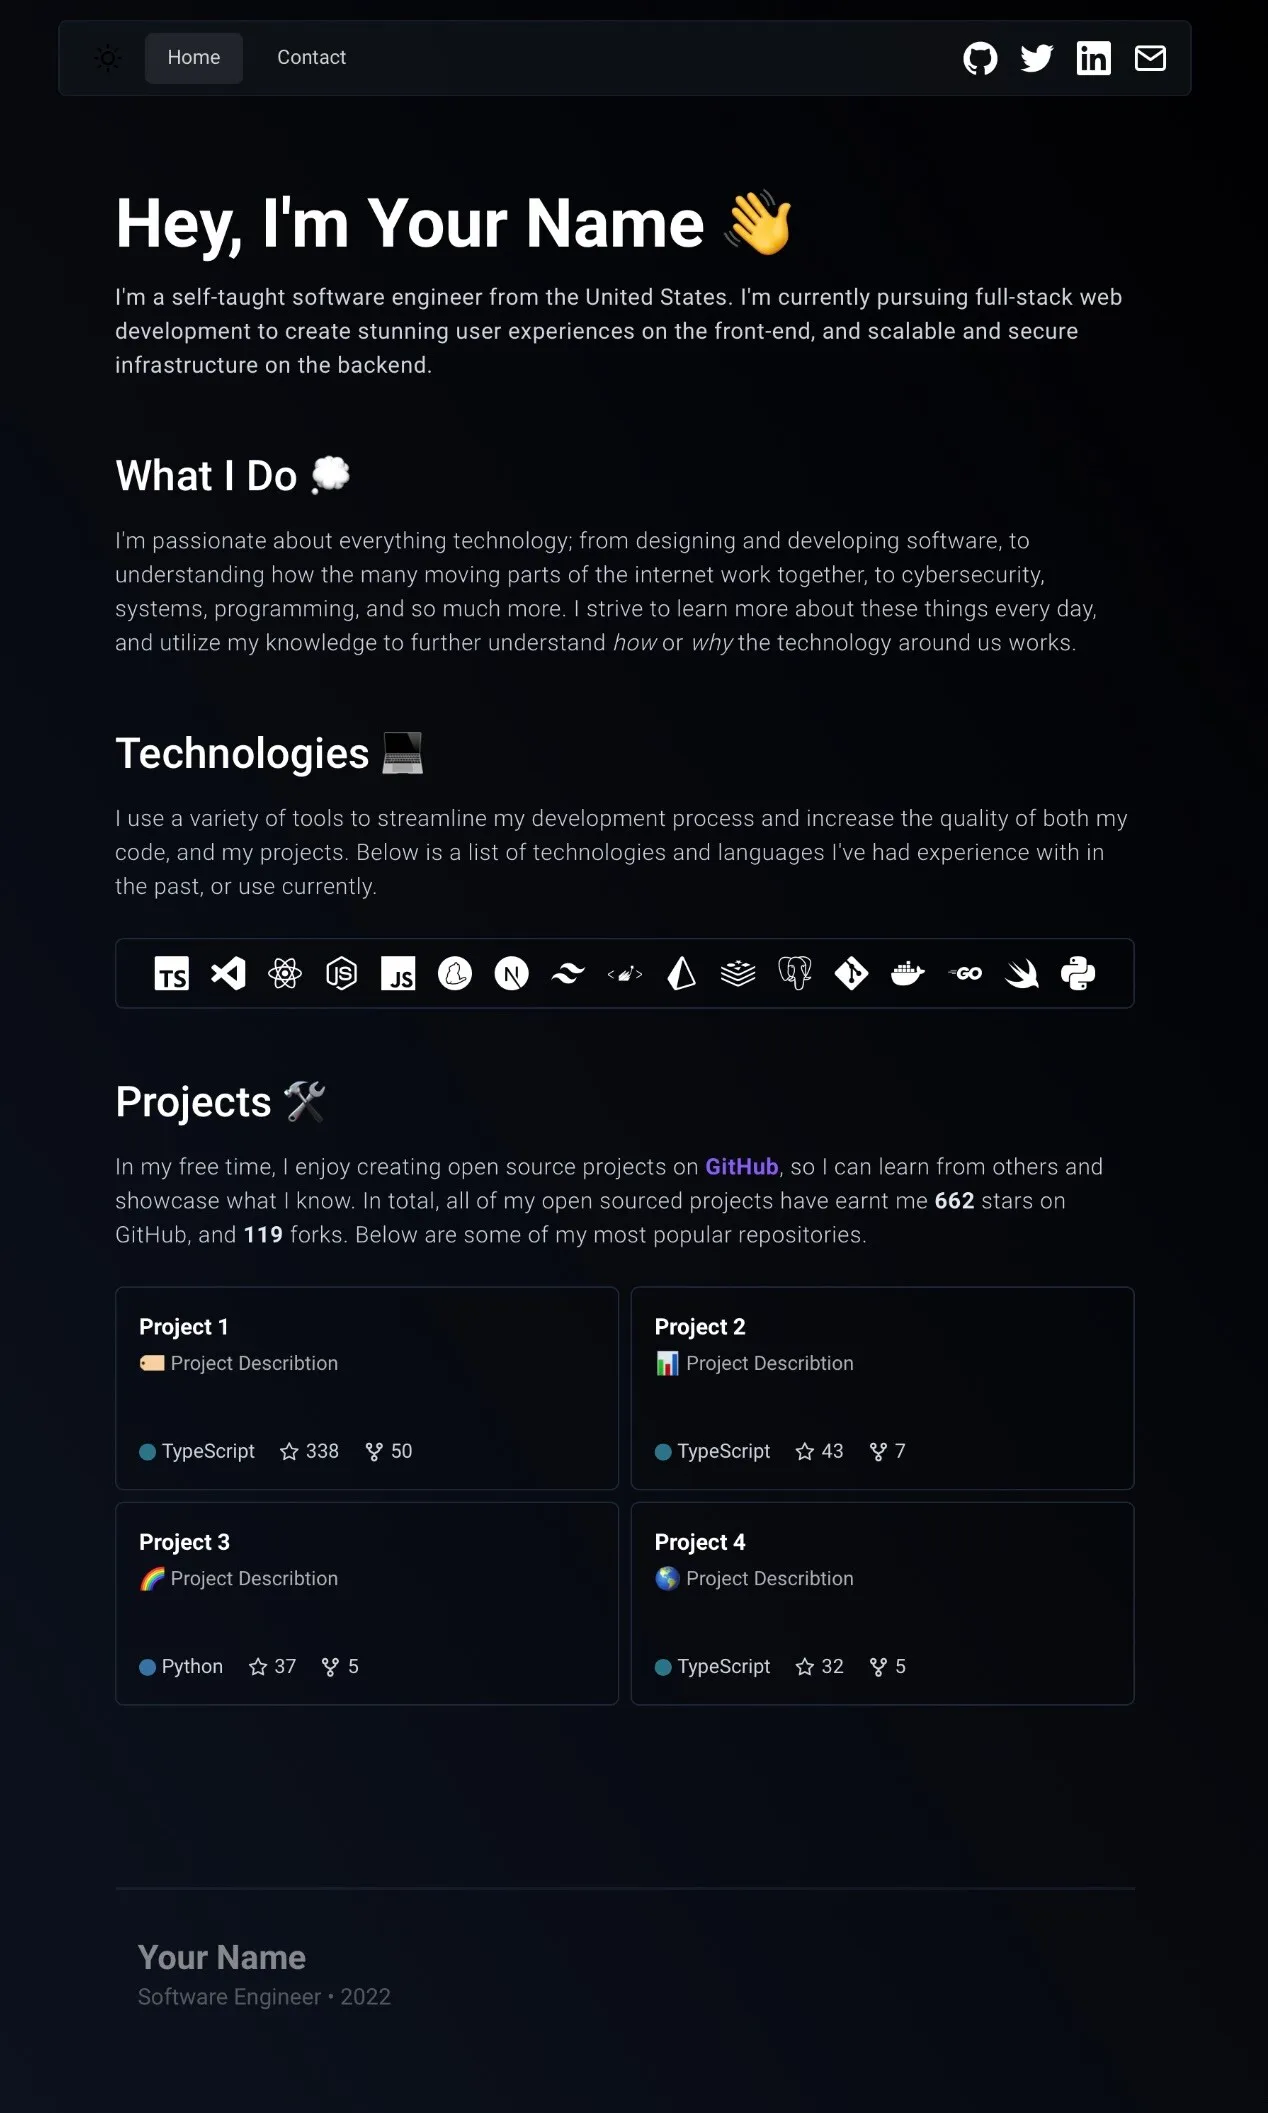 Home Contact
Hey, I'm Your Name 👋
I'm a self-taught software engineer from the United States. I'm currently pursuing full-stack web
development to create stunning user experiences on the front-end, and scalable and secure
infrastructure on the backend.
What I Do 💭
I'm passionate about everything technology; from designing and developing software, to
understanding how the many moving parts of the internet work together, to cybersecurity,
systems, programming, and so much more. I strive to learn more about these things every day,
and utilize my knowledge to further understand how or why the technology around us works.
Technologies 💻
I use a variety of tools to streamline my development process and increase the quality of both my
code, and my projects. Below is a list of technologies and languages I've had experience with in
the past, or use currently.
TS JS JS N GO
Projects 🛠️
In my free time, I enjoy creating open source projects on GitHub, so I can learn from others and
showcase what I know. In total, all of my open sourced projects have earnt me 662 stars on
GitHub, and 119 forks. Below are some of my most popular repositories.
Project 1
🏷️ Project Describtion
TypeScript 338 50
Project 2
📊 Project Describtion
TypeScript 43 7
Project 3
🌈 Project Describtion
Python 37 5
Project 4
🌎 Project Describtion
TypeScript 32 5
Your Name
Software Engineer • 2022